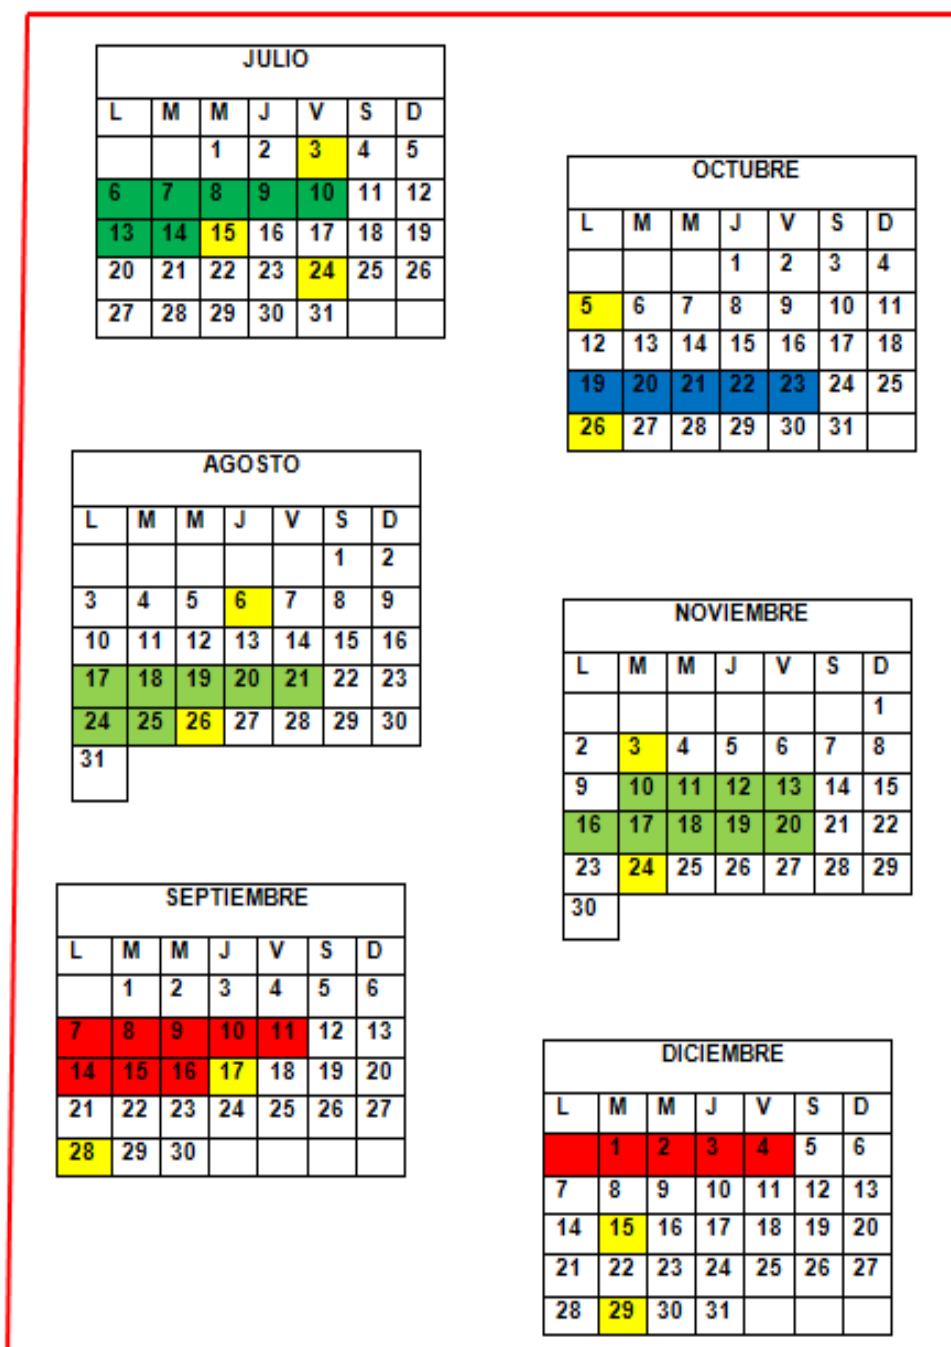 JULIO
L M M J V S D
1 2 3 4 5
6 7 8 9 10 11 12
13 14 15 16 17 18 19
20 21 22 23 24 25 26
27 28 29 30 31
AGOSTO
L M M J V S D
1 2
3 4 5 6 7 8 9
10 11 12 13 14 15 16
17 18 19 20 21 22 23
24 25 26 27 28 29 30
31
SEPTIEMBRE
L M M J V S D
1 2 3 4 5 6
7 8 9 10 11 12 13
14 15 16 17 18 19 20
21 22 23 24 25 26 27
28 29 30
OCTUBRE
L M M J V S D
1 2 3 4
5 6 7 8 9 10 11
12 13 14 15 16 17 18
19 20 21 22 23 24 25
26 27 28 29 30 31
NOVIEMBRE
L M M J V S D
1
2 3 4 5 6 7 8
9 10 11 12 13 14 15
16 17 18 19 20 21 22
23 24 25 26 27 28 29
30
DICIEMBRE
L M M J V S D
1 2 3 4 5 6
7 8 9 10 11 12 13
14 15 16 17 18 19 20
21 22 23 24 25 26 27
28 29 30 31